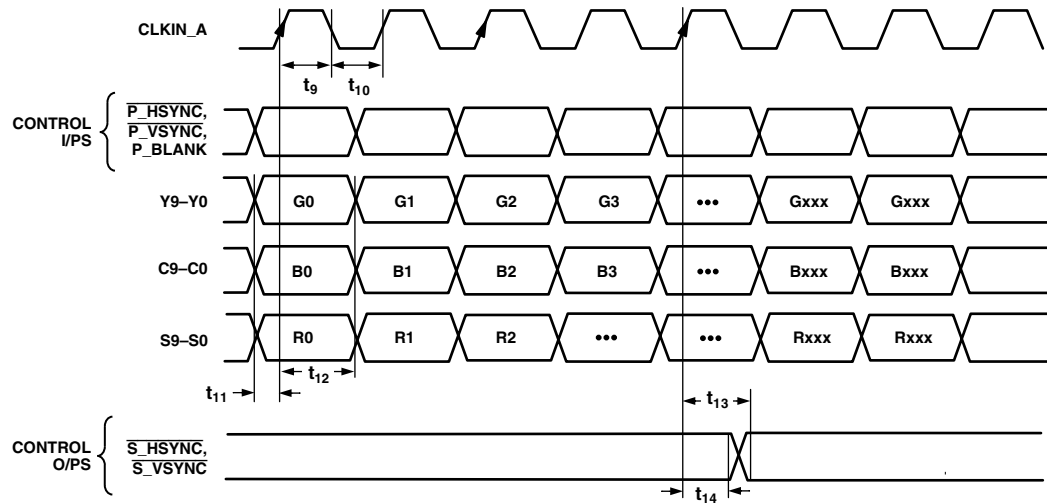 CLKIN_A
t9 t10
CONTROL I/PS
P_HSYNC,
P_VSYNC,
P_BLANK
Y9–Y0 G0 G1 G2 G3 ••• Gxxx Gxxx
C9–C0 B0 B1 B2 B3 ••• Bxxx Bxxx
S9–S0 R0 R1 R2 ••• ••• Rxxx Rxxx
t12
t11
t13
CONTROL O/PS
S_HSYNC,
S_VSYNC
t14